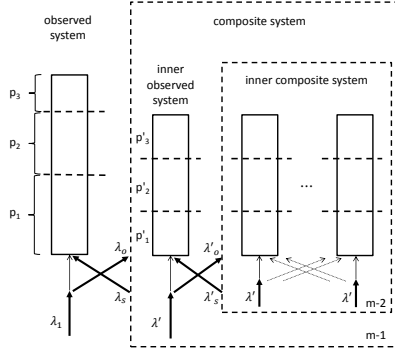 observed
system
composite system
inner
observed
system
inner composite system
p₃
p₂
p₁
p'₃
p'₂
p'₁
...
λₒ
λₛ
λ'ₒ
λ'ₛ
λ₁
λ'
λ'
λ'
m-2
m-1